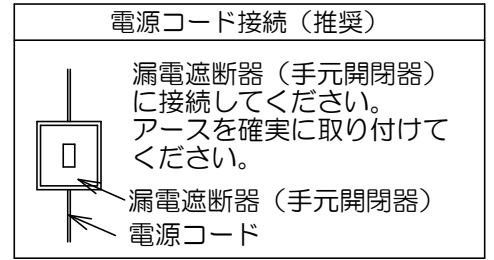 電源コード接続（推奨）
漏電遮断器（手元開閉器）
に接続してください。
アースを確実に取り付けて
ください。
漏電遮断器（手元開閉器）
電源コード